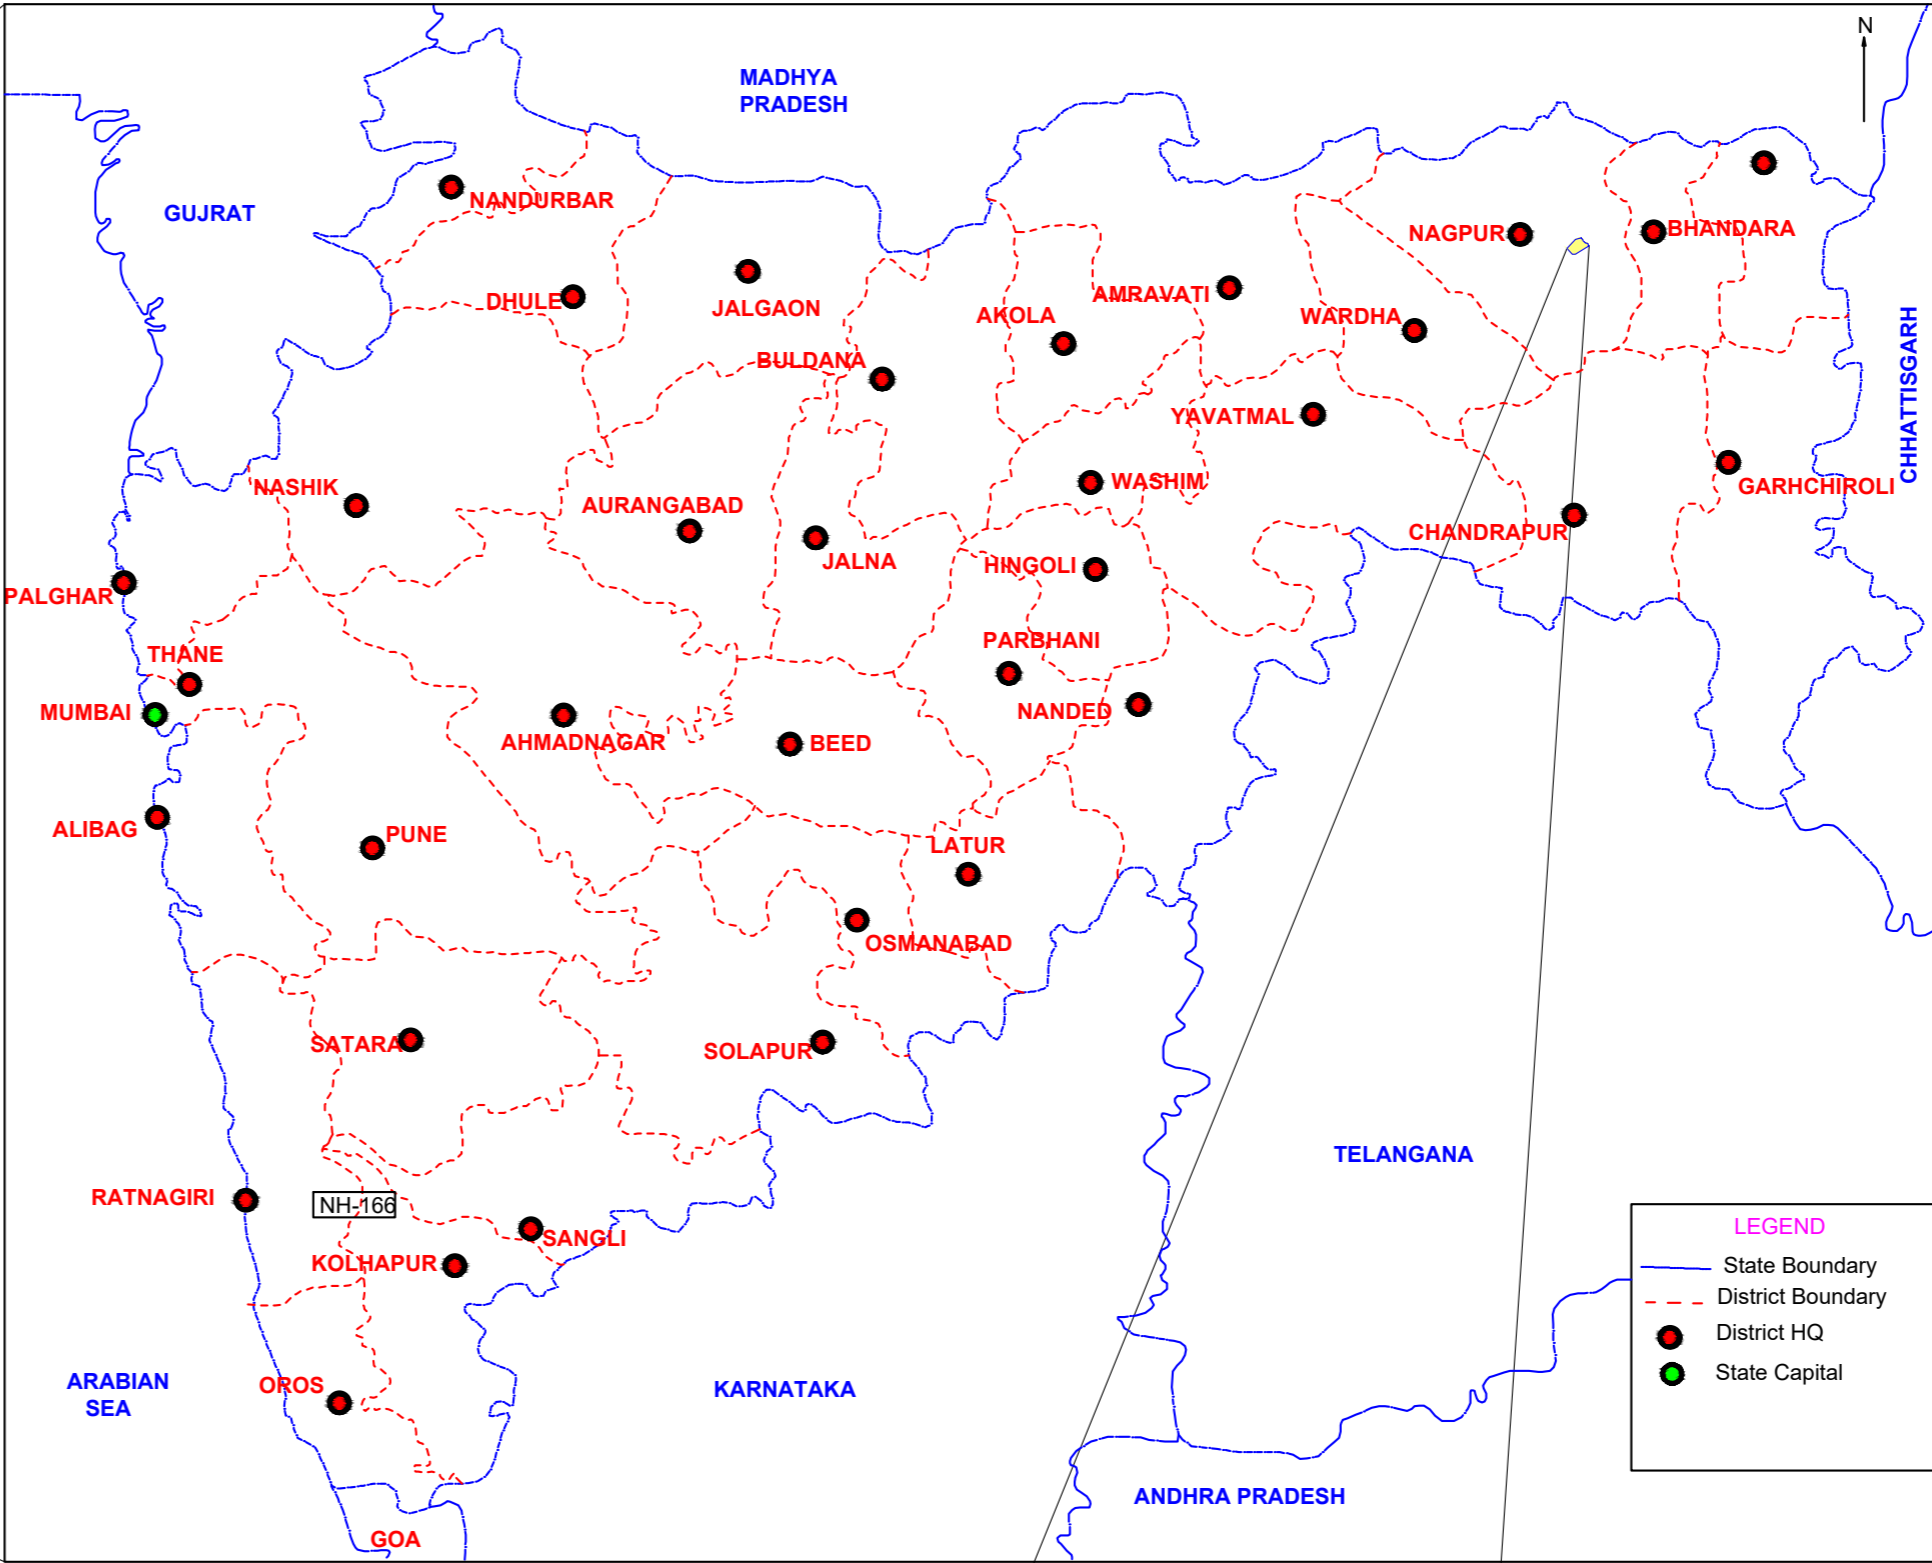 N
MADHYA
PRADESH
GUJRAT
NANDURBAR
NAGPUR
BHANDARA
DHULE
JALGAON
AMRAVATI
AKOLA
WARDHA
BULDANA
YAVATMAL
CHHATTISGARH
NASHIK
AURANGABAD
WASHIM
GARHCHIROLI
JALNA
HINGOLI
CHANDRAPUR
PALGHAR
THANE
PARBHANI
MUMBAI
AHMADNAGAR
BEED
NANDED
ALIBAG
PUNE
LATUR
OSMANABAD
SATARA
SOLAPUR
TELANGANA
RATNAGIRI
NH-166
SANGLI
KOLHAPUR
LEGEND
State Boundary
District Boundary
District HQ
State Capital
ARABIAN
SEA
OROS
KARNATAKA
ANDHRA PRADESH
GOA